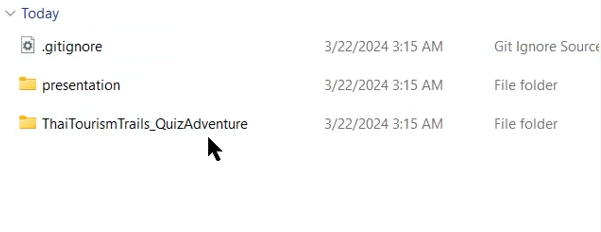 Today
.gitignore 3/22/2024 3:15 AM Git Ignore Source
presentation 3/22/2024 3:15 AM File folder
ThaiTourismTrails_QuizAdventure 3/22/2024 3:15 AM File folder